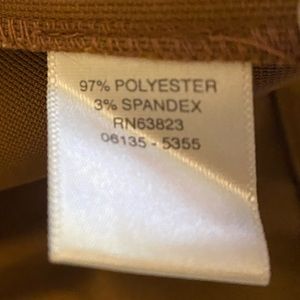 97% POLYESTER
3% SPANDEX
RN63823
06135 - 5355